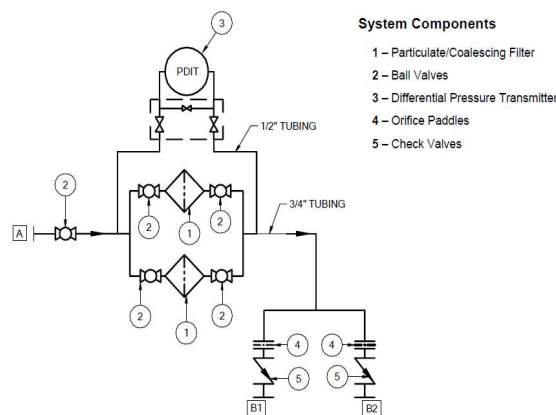 System Components
1 – Particulate/Coalescing Filter
2 – Ball Valves
3 – Differential Pressure Transmitter
4 – Orifice Paddles
5 – Check Valves
3
PDIT
1/2" TUBING
2
2
2
1
3/4" TUBING
A
2
2
1
4
4
5
5
B1
B2